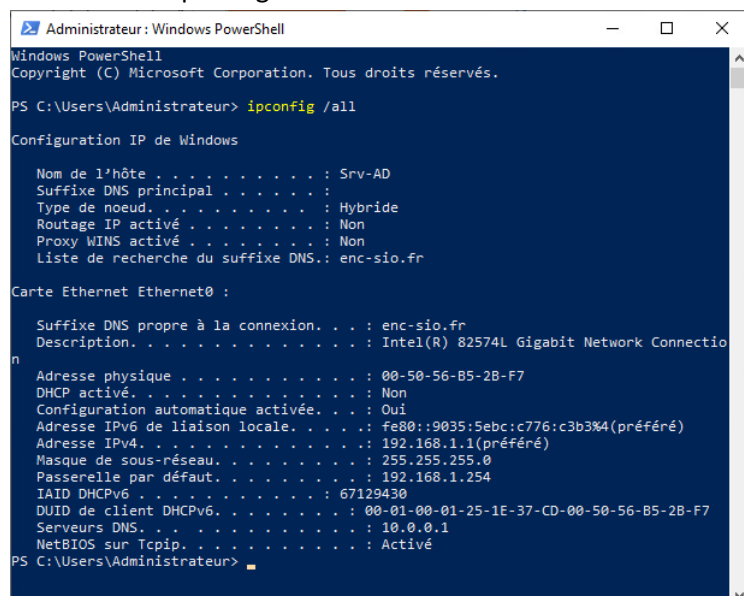 Administrateur : Windows PowerShell
Windows PowerShell
Copyright (C) Microsoft Corporation. Tous droits réservés.
PS C:\Users\Administrateur> ipconfig /all
Configuration IP de Windows
Nom de l’hôte . . . . . . . . . . : Srv-AD
Suffixe DNS principal . . . . . . :
Type de noeud. . . . . . . . . . : Hybride
Routage IP activé . . . . . . . . : Non
Proxy WINS activé . . . . . . . . : Non
Liste de recherche du suffixe DNS.: enc-sio.fr
Carte Ethernet Ethernet0 :
Suffixe DNS propre à la connexion. . . : enc-sio.fr
Description. . . . . . . . . . . . . . : Intel(R) 82574L Gigabit Network Connectio
n
Adresse physique . . . . . . . . . . . : 00-50-56-B5-2B-F7
DHCP activé. . . . . . . . . . . . . . : Non
Configuration automatique activée. . . : Oui
Adresse IPv6 de liaison locale. . . . .: fe80::9035:5ebc:c776:c3b3%4(préféré)
Adresse IPv4. . . . . . . . . . . . . .: 192.168.1.1(préféré)
Masque de sous-réseau. . . . . . . . . : 255.255.255.0
Passerelle par défaut. . . . . . . . . : 192.168.1.254
IAID DHCPv6 . . . . . . . . . . . : 67129430
DUID de client DHCPv6. . . . . . . . : 00-01-00-01-25-1E-37-CD-00-50-56-B5-2B-F7
Serveurs DNS. . . . . . . . . . . . . : 10.0.0.1
NetBIOS sur Tcpip. . . . . . . . . . . : Activé
PS C:\Users\Administrateur>